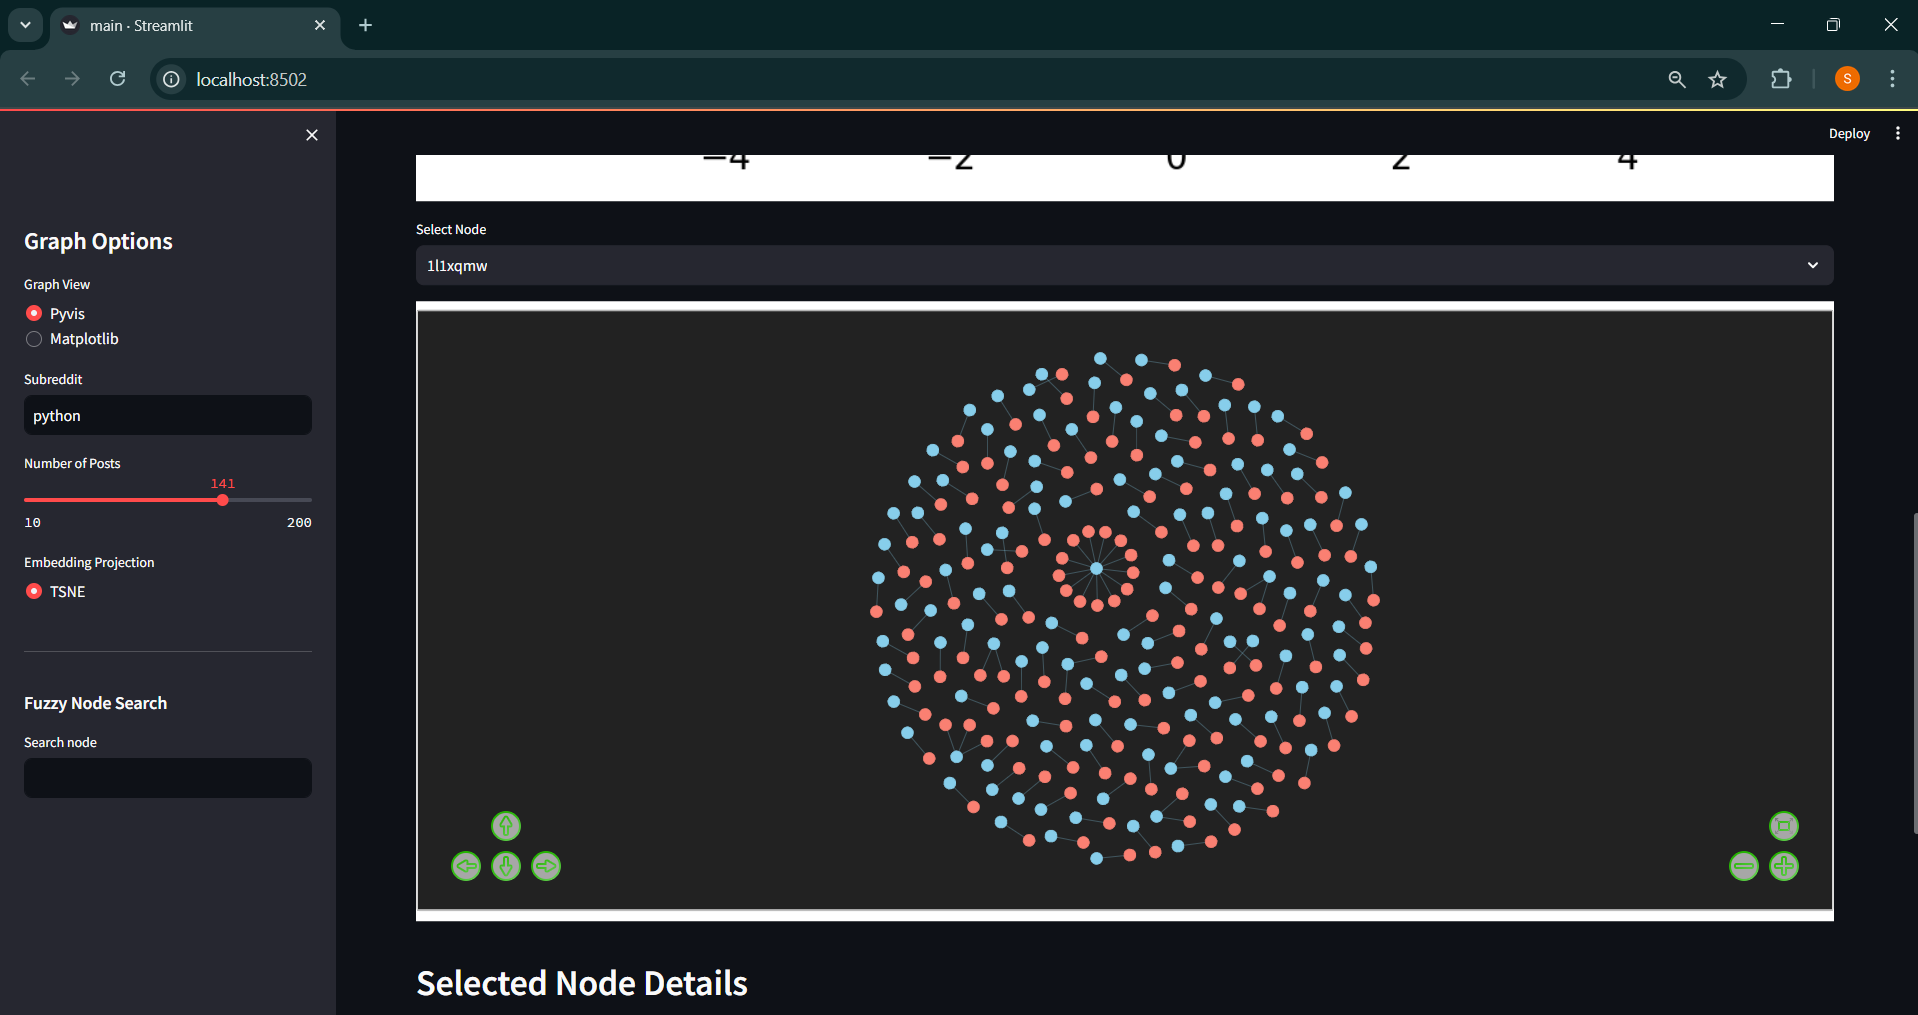 main · Streamlit
localhost:8502
S
Deploy
−4 −2 0 2 4
Graph Options
Graph View
Pyvis
Matplotlib
Subreddit
python
Number of Posts
141
10 200
Embedding Projection
TSNE
Fuzzy Node Search
Search node
Select Node
1l1xqmw
Selected Node Details